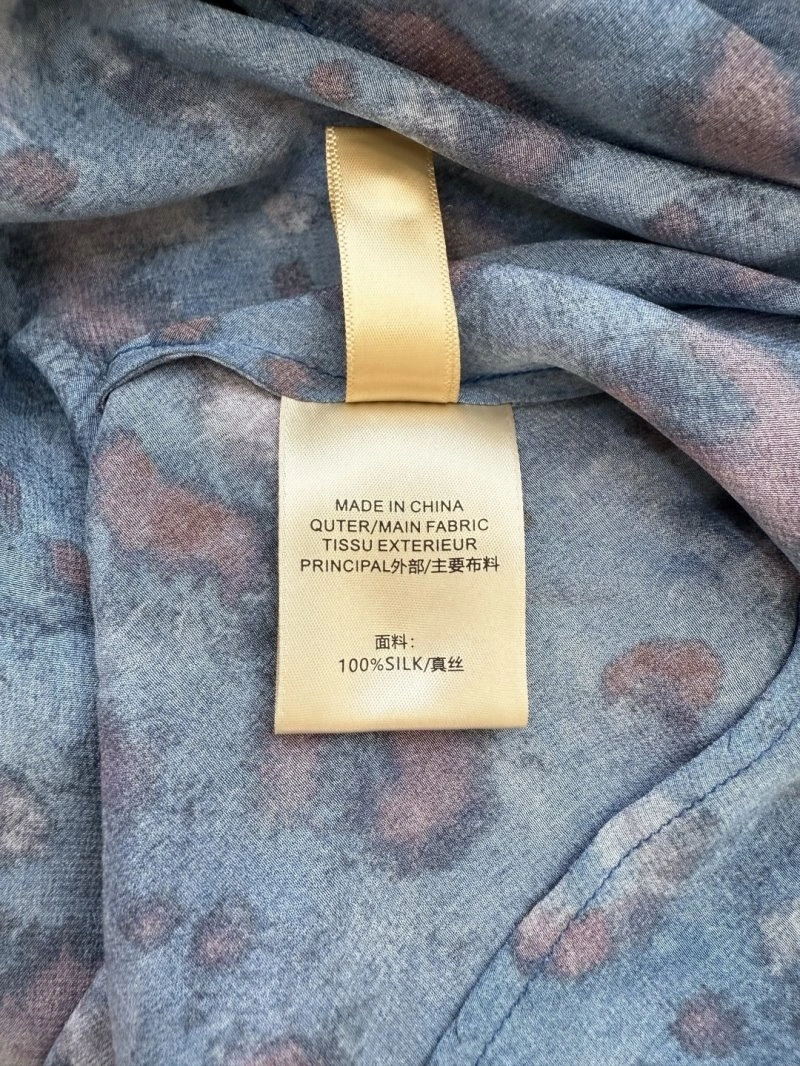 MADE IN CHINA
QUTER/MAIN FABRIC
TISSU EXTERIEUR
PRINCIPAL外部/主要布料
面料：
100%SILK/真丝